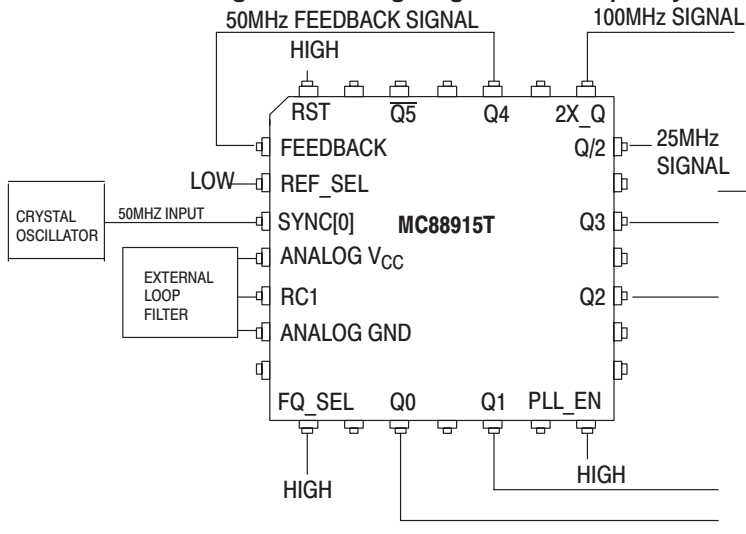 50MHz FEEDBACK SIGNAL
100MHz SIGNAL
HIGH
RST
Q5
Q4
2X_Q
FEEDBACK
Q/2
25MHz
SIGNAL
LOW
REF_SEL
CRYSTAL
OSCILLATOR
50MHZ INPUT
SYNC[0]
MC88915T
Q3
ANALOG VCC
EXTERNAL
LOOP
FILTER
RC1
Q2
ANALOG GND
FQ_SEL
Q0
Q1
PLL_EN
HIGH
HIGH